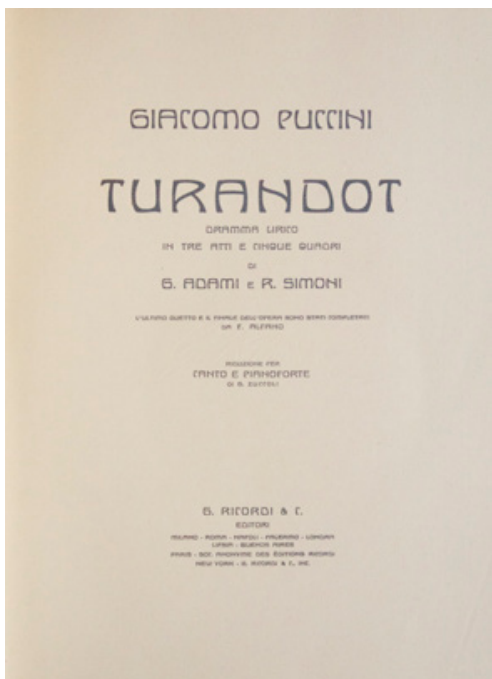 GIACOMO PUCCINI
TURANDOT
DRAMMA LIRICO
IN TRE ATTI E CINQUE QUADRI
DI
G. ADAMI E R. SIMONI
L'ULTIMO DUETTO E IL FINALE DELL'OPERA SONO STATI COMPLETATI
DA F. ALFANO
RIDUZIONE PER
CANTO E PIANOFORTE
DI G. ZUCCOLI
G. RICORDI & C.
EDITORI
MILANO - ROMA - NAPOLI - PALERMO - LONDRA
LIPSIA - BUENOS AIRES
PARIS - SOC. ANONYME DES ÉDITIONS RICORDI
NEW YORK - G. RICORDI & C., INC.